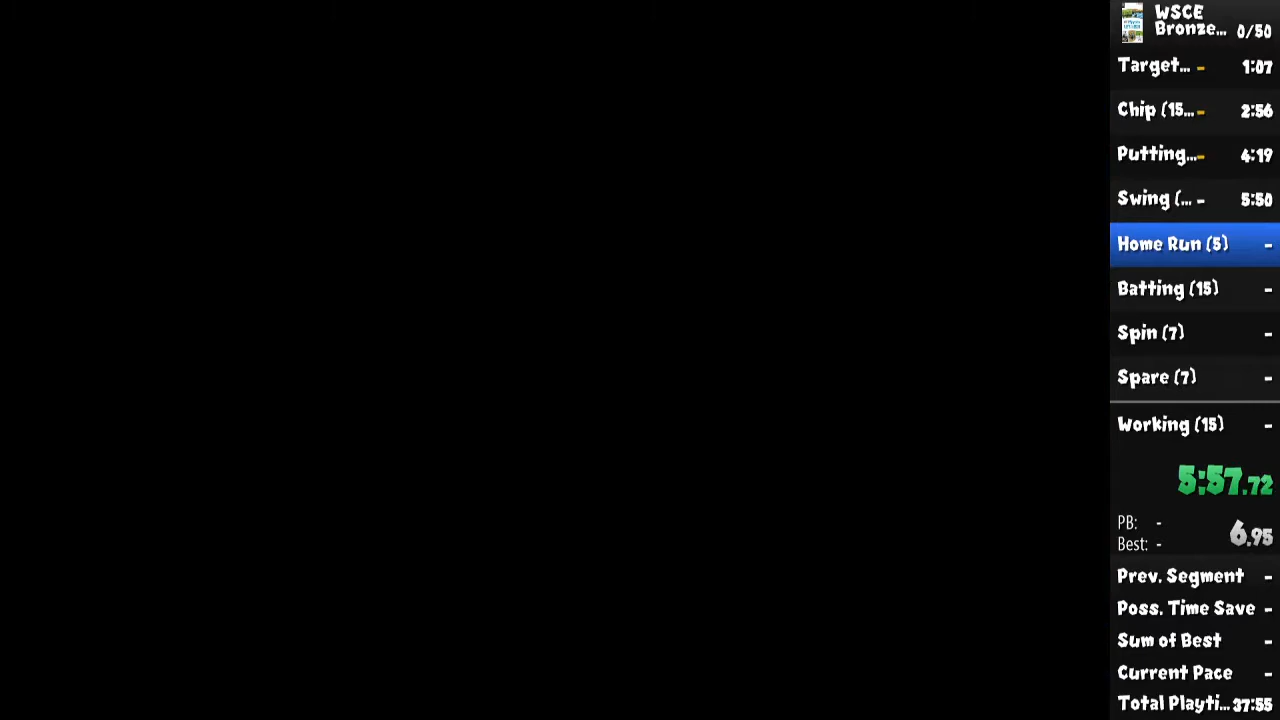 WSCE
Bronze... 0/50
Target... - 1:07
Chip (15... - 2:56
Putting... - 4:19
Swing (... - 5:50
Home Run (5) -
Batting (15) -
Spin (7) -
Spare (7) -
Working (15) -
5:57.72
PB: - 6.95
Best: -
Prev. Segment -
Poss. Time Save -
Sum of Best -
Current Pace -
Total Playti... 37:55